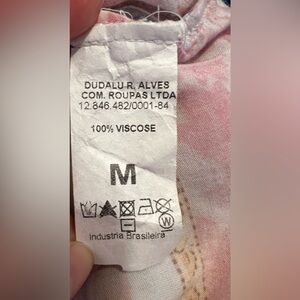 DUDALU R. ALVES
COM. ROUPAS LTDA
12.846.482/0001-84
100% VISCOSE
M
W
Industria Brasileira